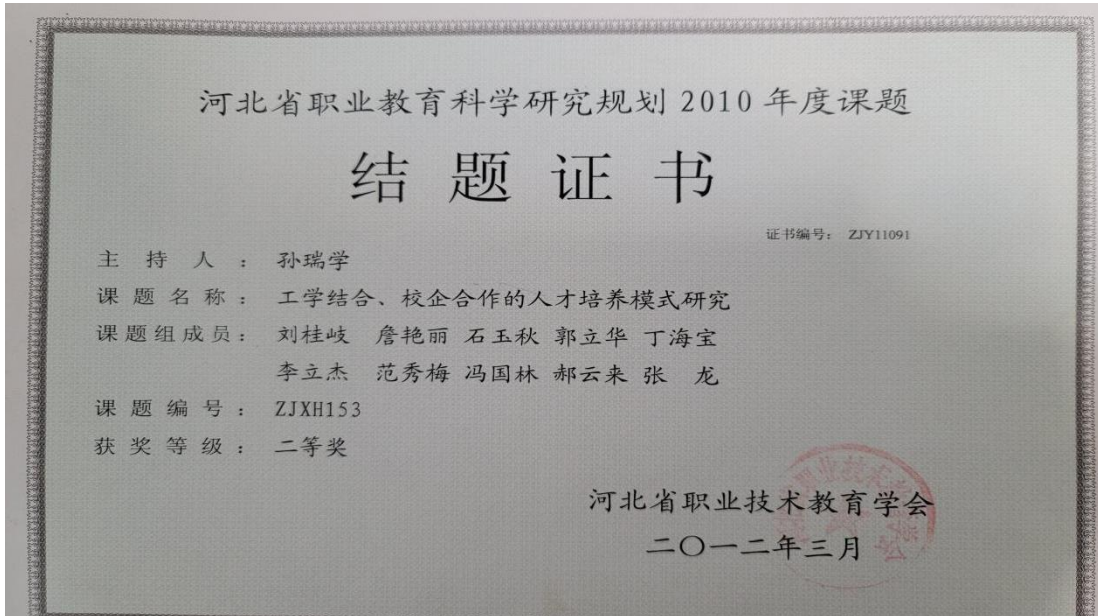 河北省职业教育科学研究规划 2010 年度课题
结 题 证 书
证书编号： ZJY11091
主 持 人 ： 孙瑞学
课 题 名 称 ： 工学结合、校企合作的人才培养模式研究
课题组成员： 刘桂岐 詹艳丽 石玉秋 郭立华 丁海宝
李立杰 范秀梅 冯国林 郝云来 张 龙
课 题 编 号 ： ZJXH153
获 奖 等 级 ： 二等奖
河北省职业技术教育学会
二〇一二年三月